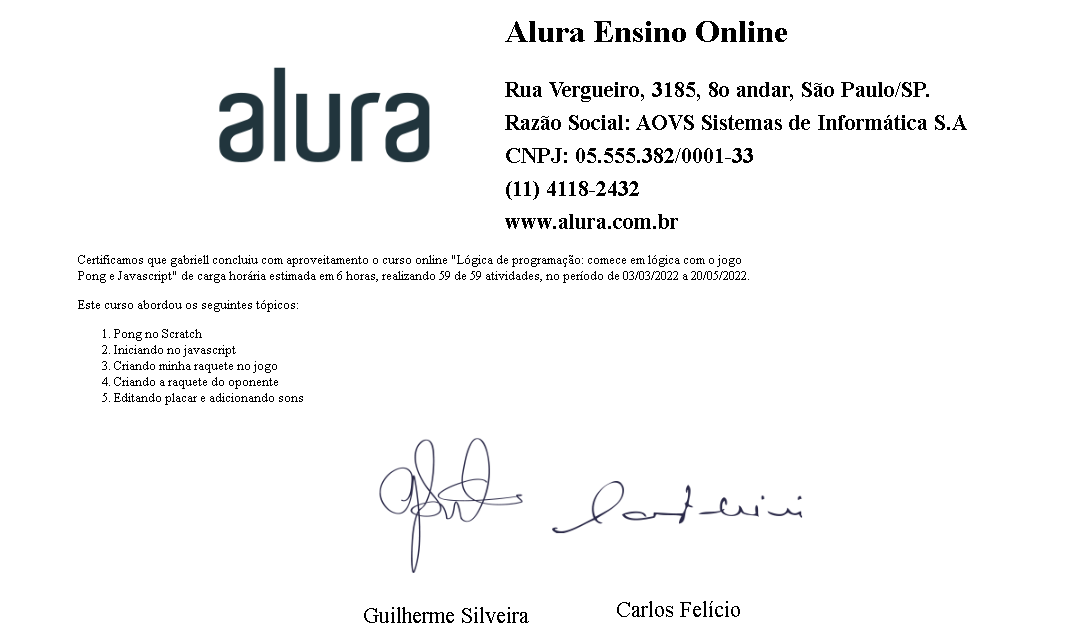 alura
Alura Ensino Online
Rua Vergueiro, 3185, 8o andar, São Paulo/SP.
Razão Social: AOVS Sistemas de Informática S.A
CNPJ: 05.555.382/0001-33
(11) 4118-2432
www.alura.com.br
Certificamos que gabriell concluiu com aproveitamento o curso online "Lógica de programação: comece em lógica com o jogo
Pong e Javascript" de carga horária estimada em 6 horas, realizando 59 de 59 atividades, no período de 03/03/2022 a 20/05/2022.
Este curso abordou os seguintes tópicos:
1. Pong no Scratch
2. Iniciando no javascript
3. Criando minha raquete no jogo
4. Criando a raquete do oponente
5. Editando placar e adicionando sons
Guilherme Silveira
Carlos Felício